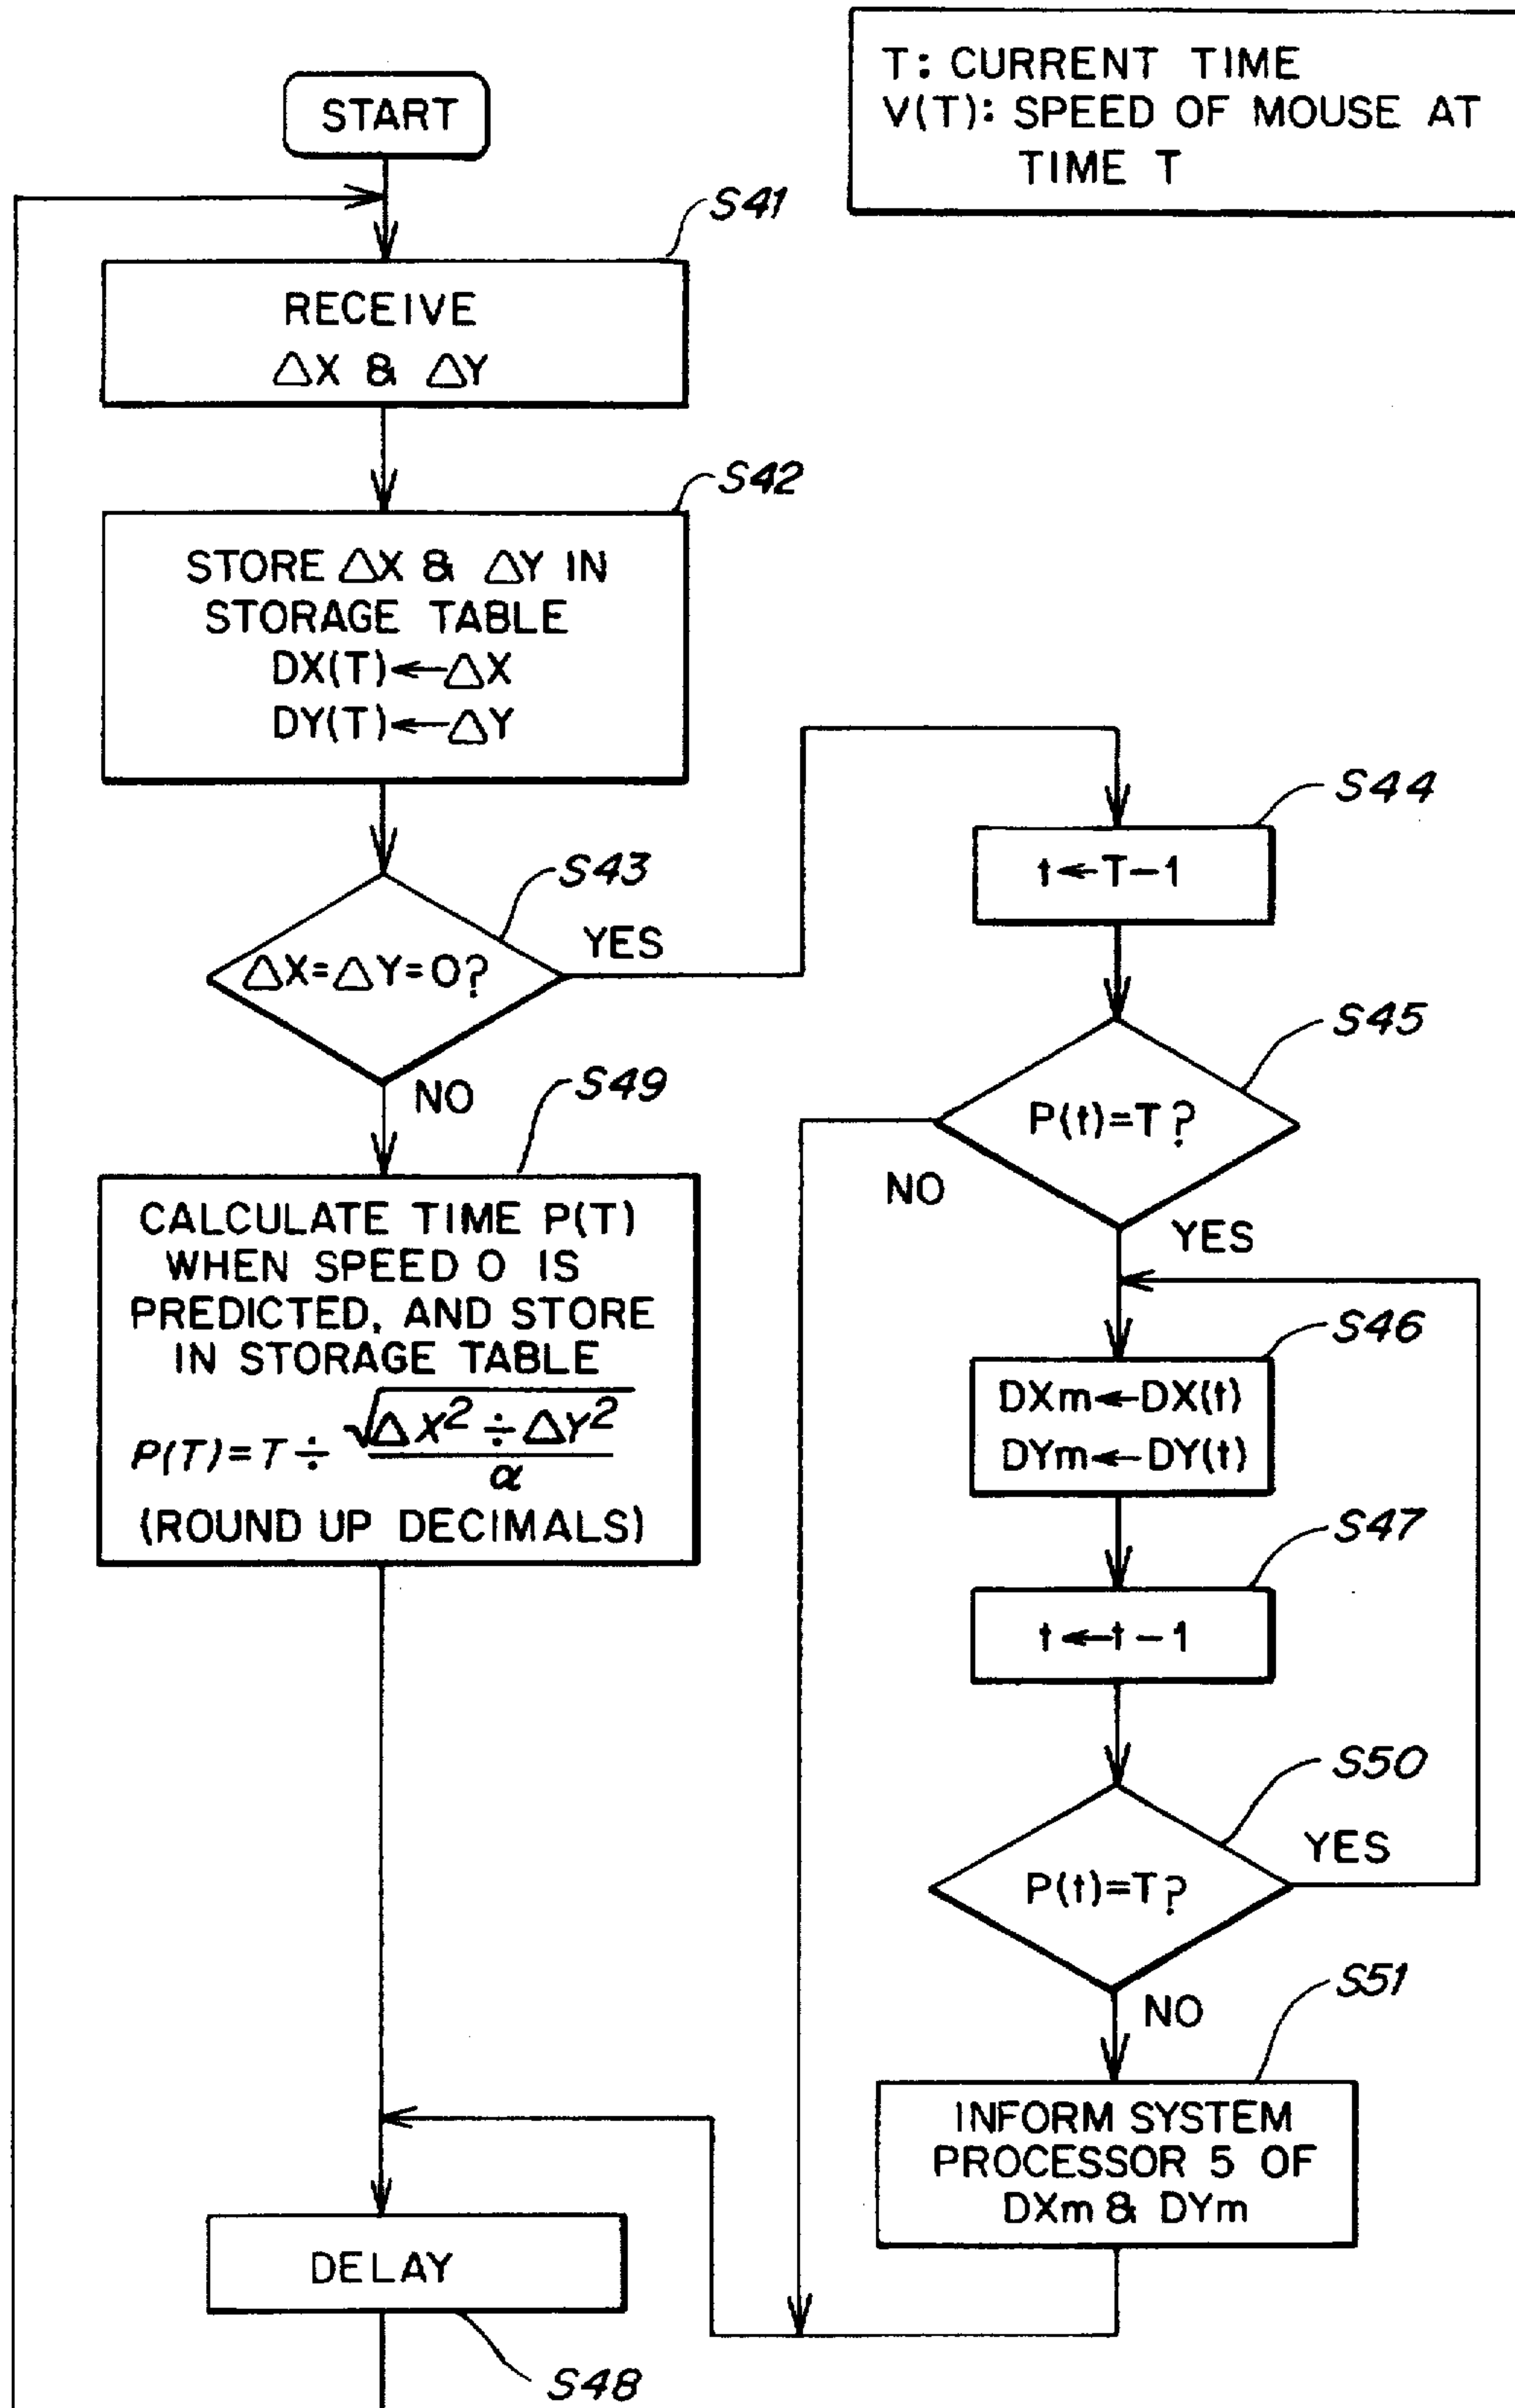 T: CURRENT TIME
V(T): SPEED OF MOUSE AT
TIME T
START
S41
RECEIVE
△X & △Y
S42
STORE △X & △Y IN
STORAGE TABLE
DX(T)←△X
DY(T)←△Y
S43
△X=△Y=0?
YES
NO
S44
t←T-1
S45
P(t)=T?
NO
YES
S49
CALCULATE TIME P(T)
WHEN SPEED 0 IS
PREDICTED, AND STORE
IN STORAGE TABLE
P(T)=T÷√(△X²÷△Y²)/α
(ROUND UP DECIMALS)
S46
DXm←DX(t)
DYm←DY(t)
S47
t←t-1
S50
P(t)=T?
YES
NO
S51
INFORM SYSTEM
PROCESSOR 5 OF
DXm & DYm
DELAY
S48